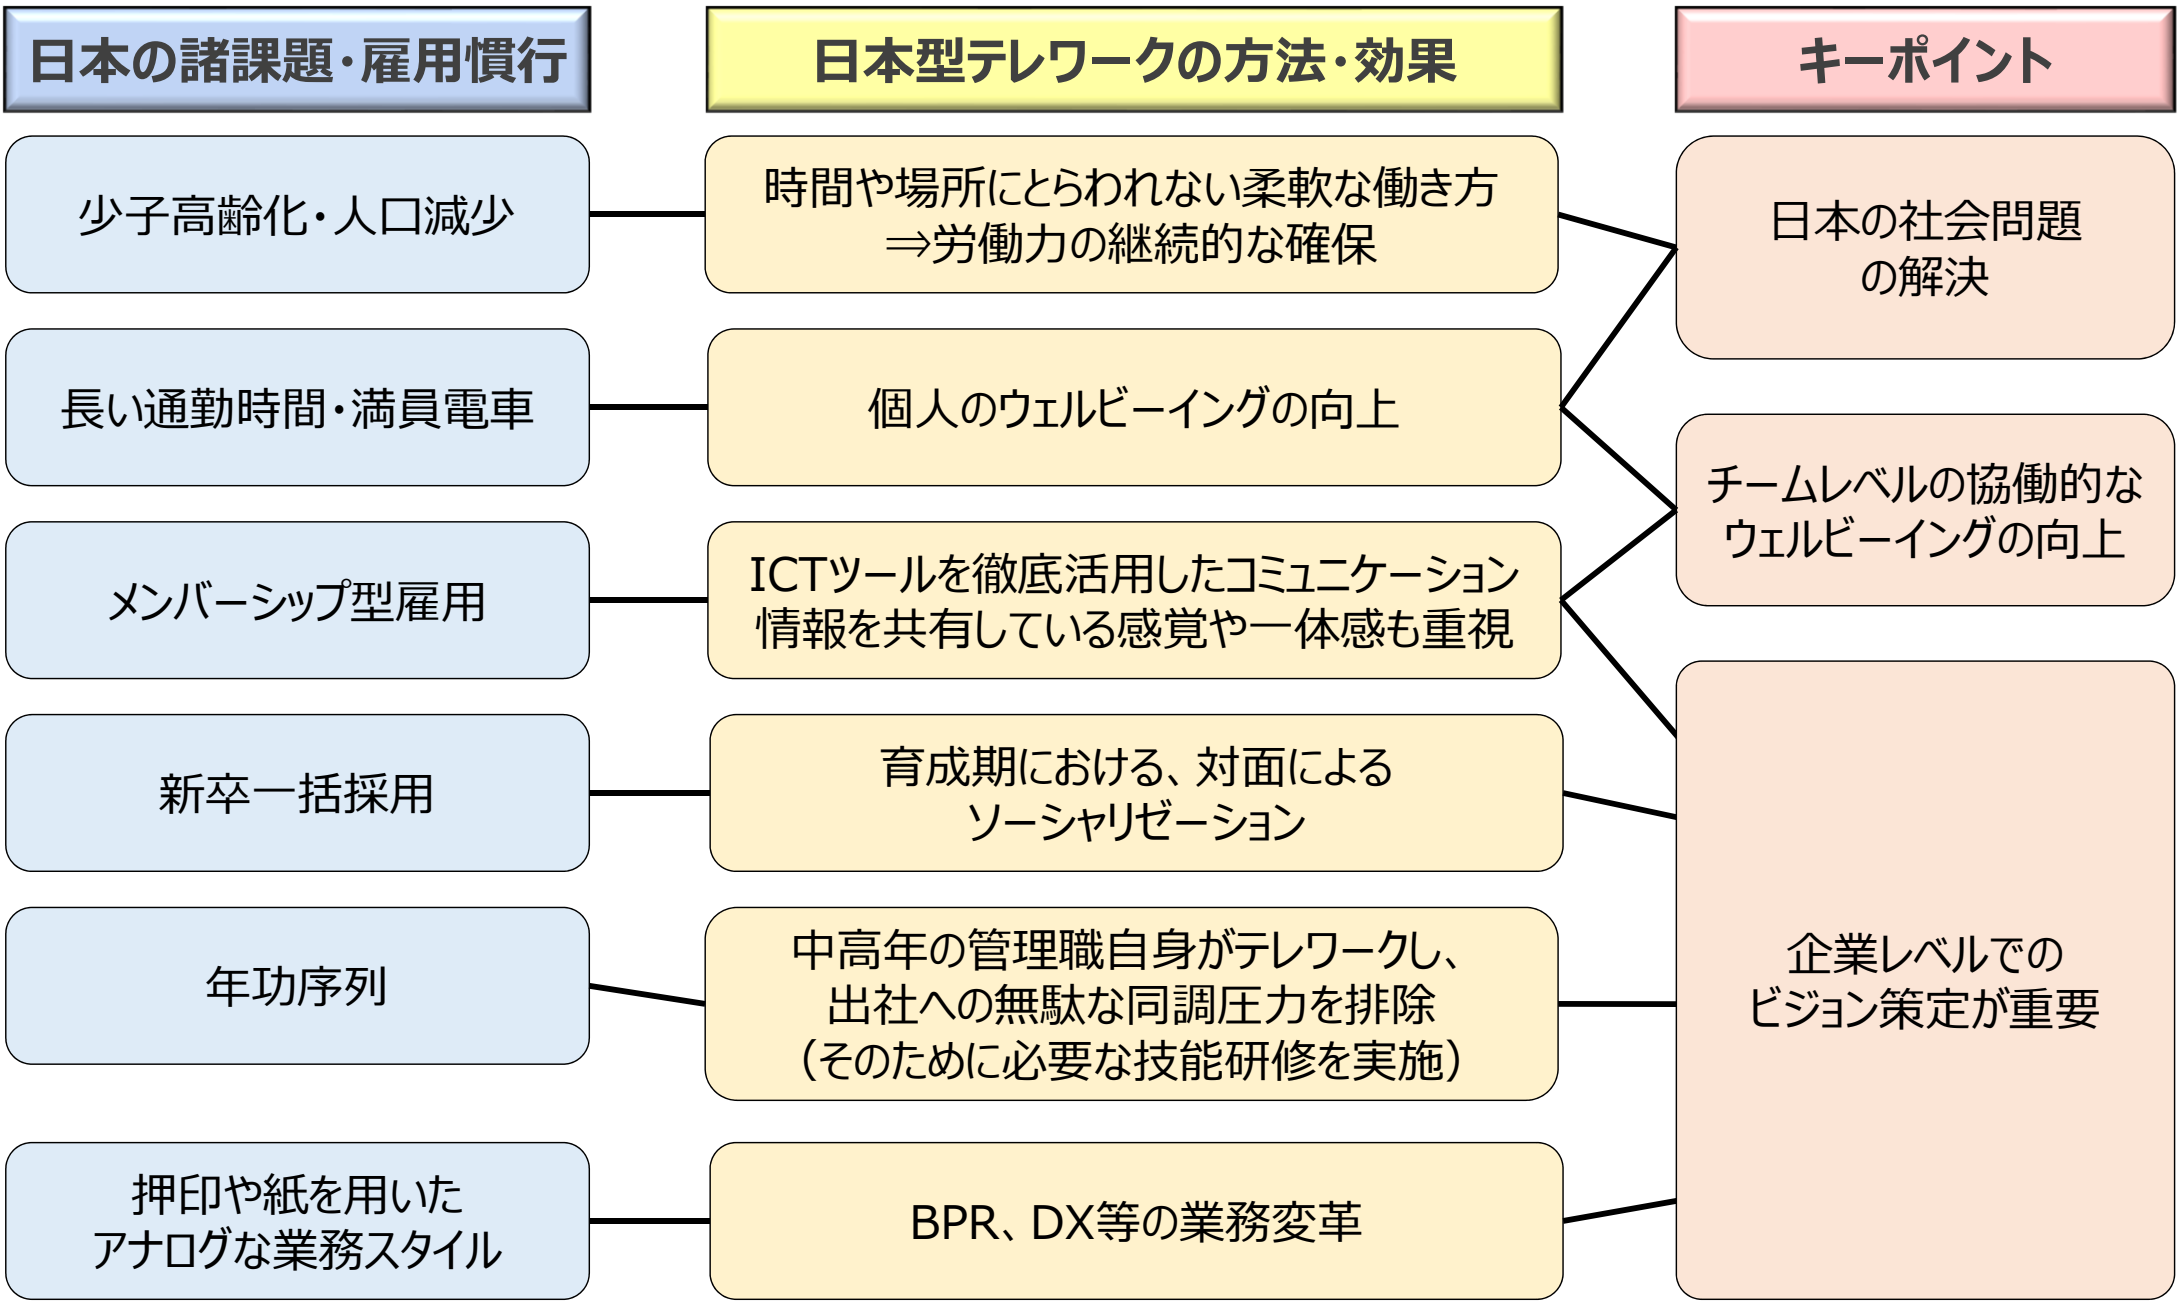 日本の諸課題・雇用慣行
日本型テレワークの方法・効果
キーポイント
少子高齢化・人口減少
時間や場所にとらわれない柔軟な働き方
⇒労働力の継続的な確保
日本の社会問題
の解決
長い通勤時間・満員電車
個人のウェルビーイングの向上
チームレベルの協働的な
ウェルビーイングの向上
メンバーシップ型雇用
ICTツールを徹底活用したコミュニケーション
情報を共有している感覚や一体感も重視
新卒一括採用
育成期における、対面による
ソーシャリゼーション
年功序列
中高年の管理職自身がテレワークし、
出社への無駄な同調圧力を排除
（そのために必要な技能研修を実施）
企業レベルでの
ビジョン策定が重要
押印や紙を用いた
アナログな業務スタイル
BPR、DX等の業務変革